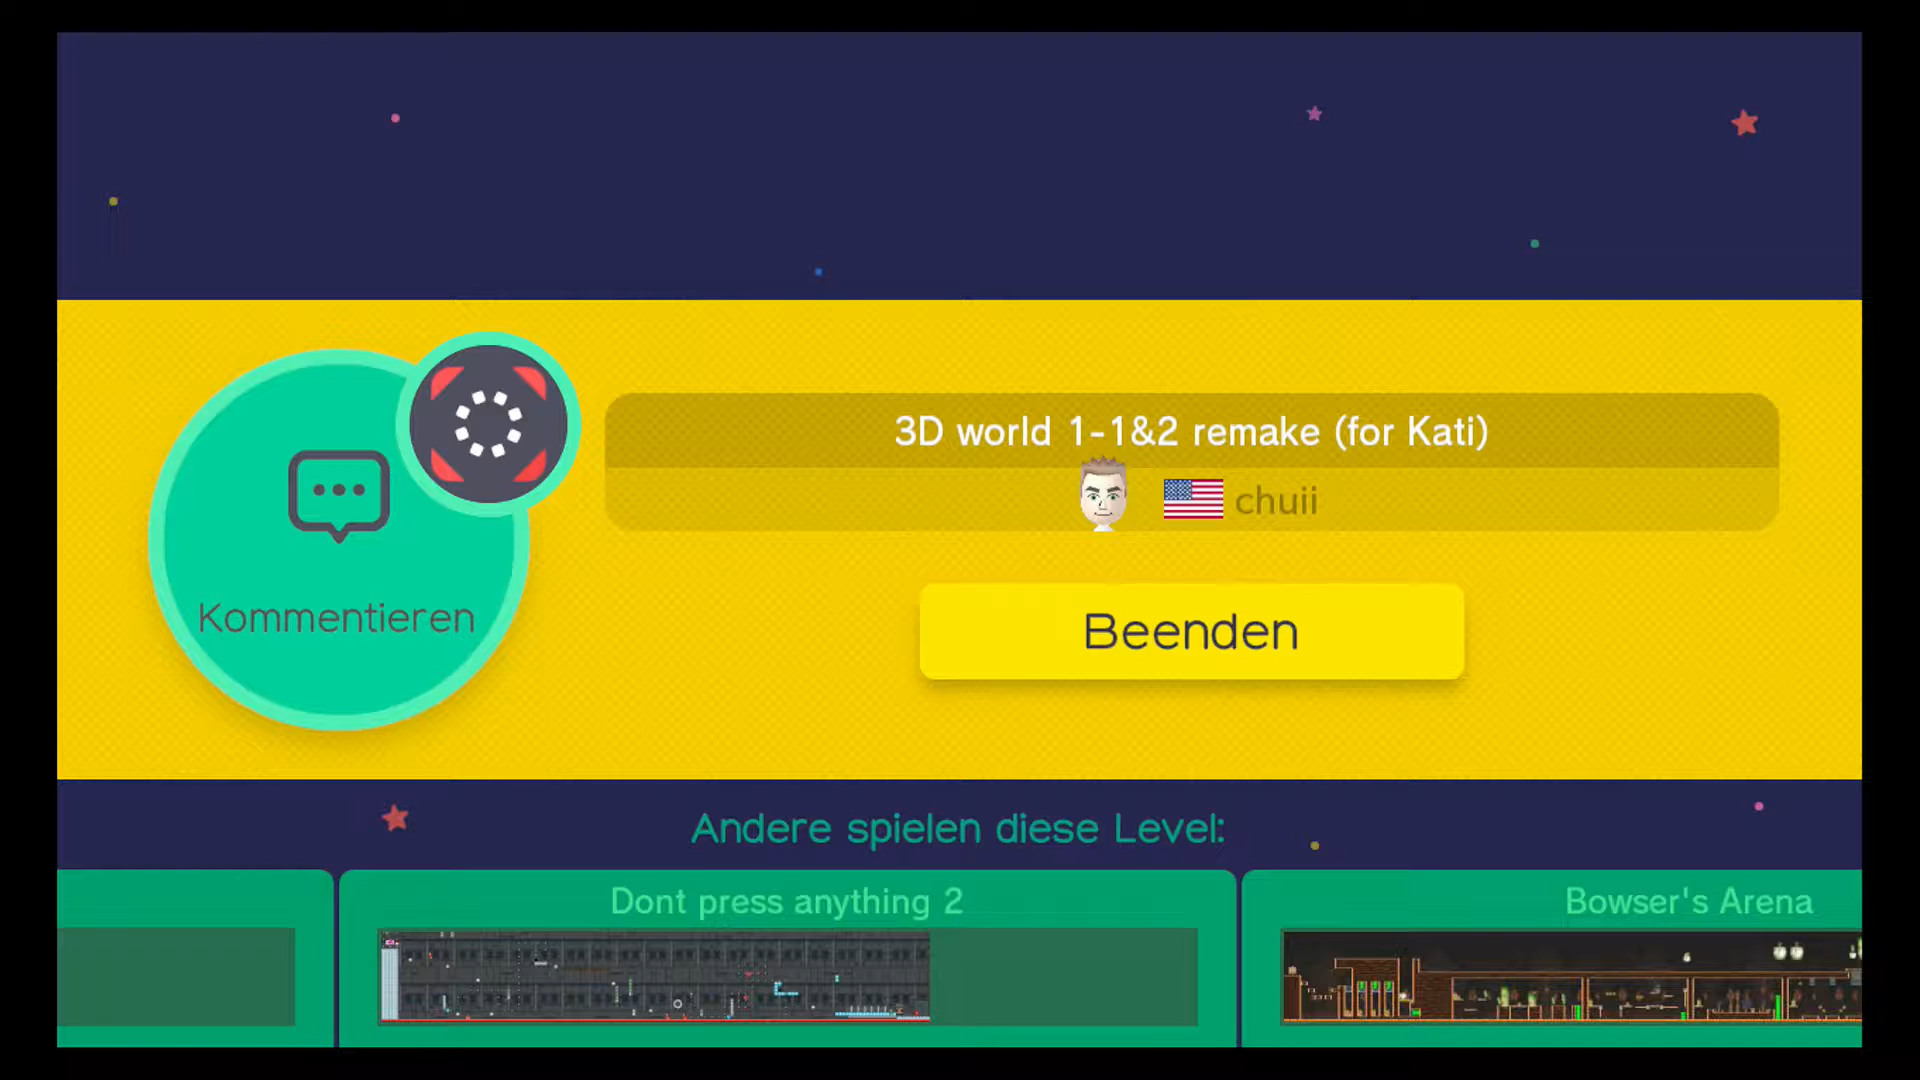 3D world 1-1&2 remake (for Kati)
chuii
Kommentieren
Beenden
Andere spielen diese Level:
Dont press anything 2
Bowser's Arena